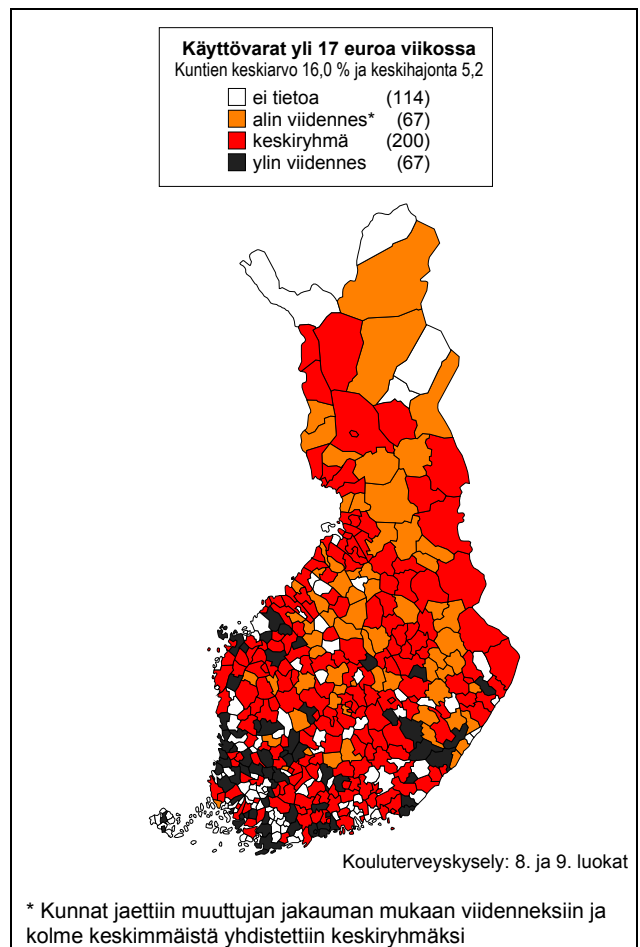 Käyttövarat yli 17 euroa viikossa
Kuntien keskiarvo 16,0 % ja keskihajonta 5,2
ei tietoa (114)
alin viidennes* (67)
keskiryhmä (200)
ylin viidennes (67)
Kouluterveyskysely: 8. ja 9. luokat
* Kunnat jaettiin muuttujan jakauman mukaan viidenneksiin ja
kolme keskimmäistä yhdistettiin keskiryhmäksi